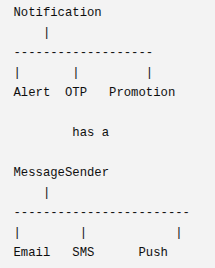 Notification
|
-------------------
| | |
Alert OTP Promotion
has a
MessageSender
|
------------------------
| | |
Email SMS Push